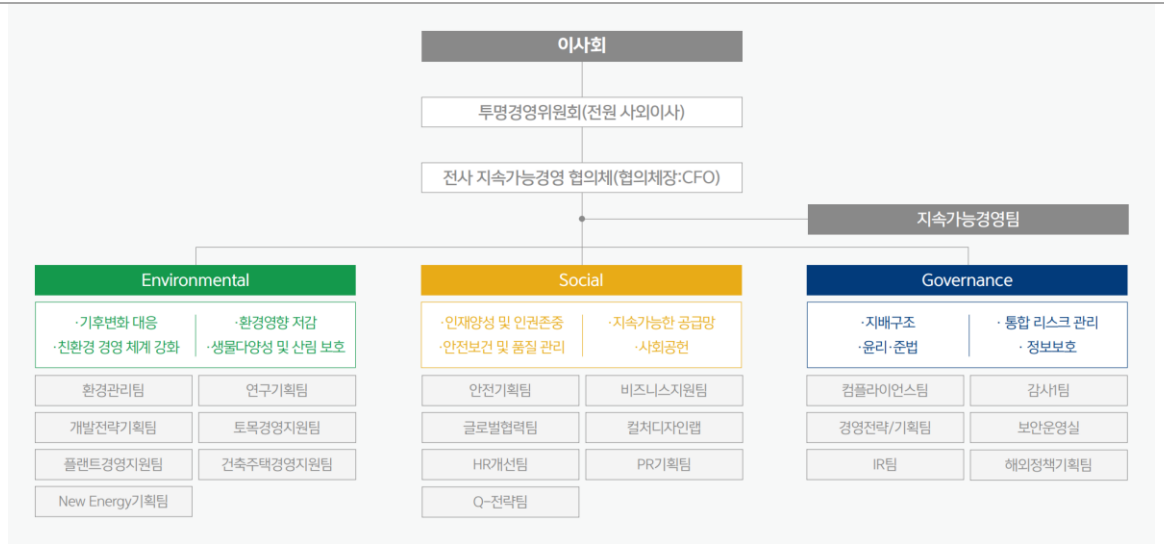 이사회
투명경영위원회(전원 사외이사)
전사 지속가능경영 협의체(협의체장:CFO)
지속가능경영팀
Environmental
·기후변화 대응
·환경영향 저감
·친환경 경영 체계 강화
·생물다양성 및 산림 보호
환경관리팀
연구기획팀
개발전략기획팀
토목경영지원팀
플랜트경영지원팀
건축주택경영지원팀
New Energy기획팀
Social
·인재양성 및 인권존중
·지속가능한 공급망
·안전보건 및 품질 관리
·사회공헌
안전기획팀
비즈니스지원팀
글로벌협력팀
컬처디자인랩
HR개선팀
PR기획팀
Q-전략팀
Governance
·지배구조
· 통합 리스크 관리
·윤리·준법
· 정보보호
컴플라이언스팀
감사1팀
경영전략/기획팀
보안운영실
IR팀
해외정책기획팀